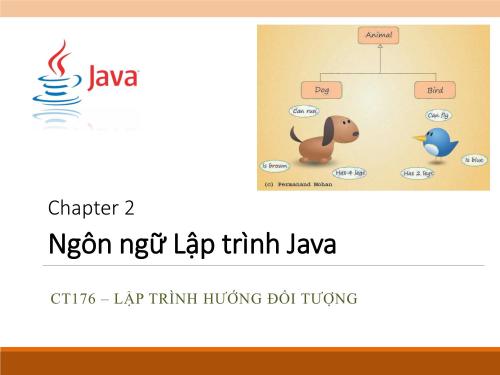 Java
Animal
Dog
Bird
Can run
Can fly
Is brown
Has 4 legs
Has 2 legs
Is blue
(c) Permanand Mohan
Chapter 2
Ngôn ngữ Lập trình Java
CT176 – LẬP TRÌNH HƯỚNG ĐỐI TƯỢNG